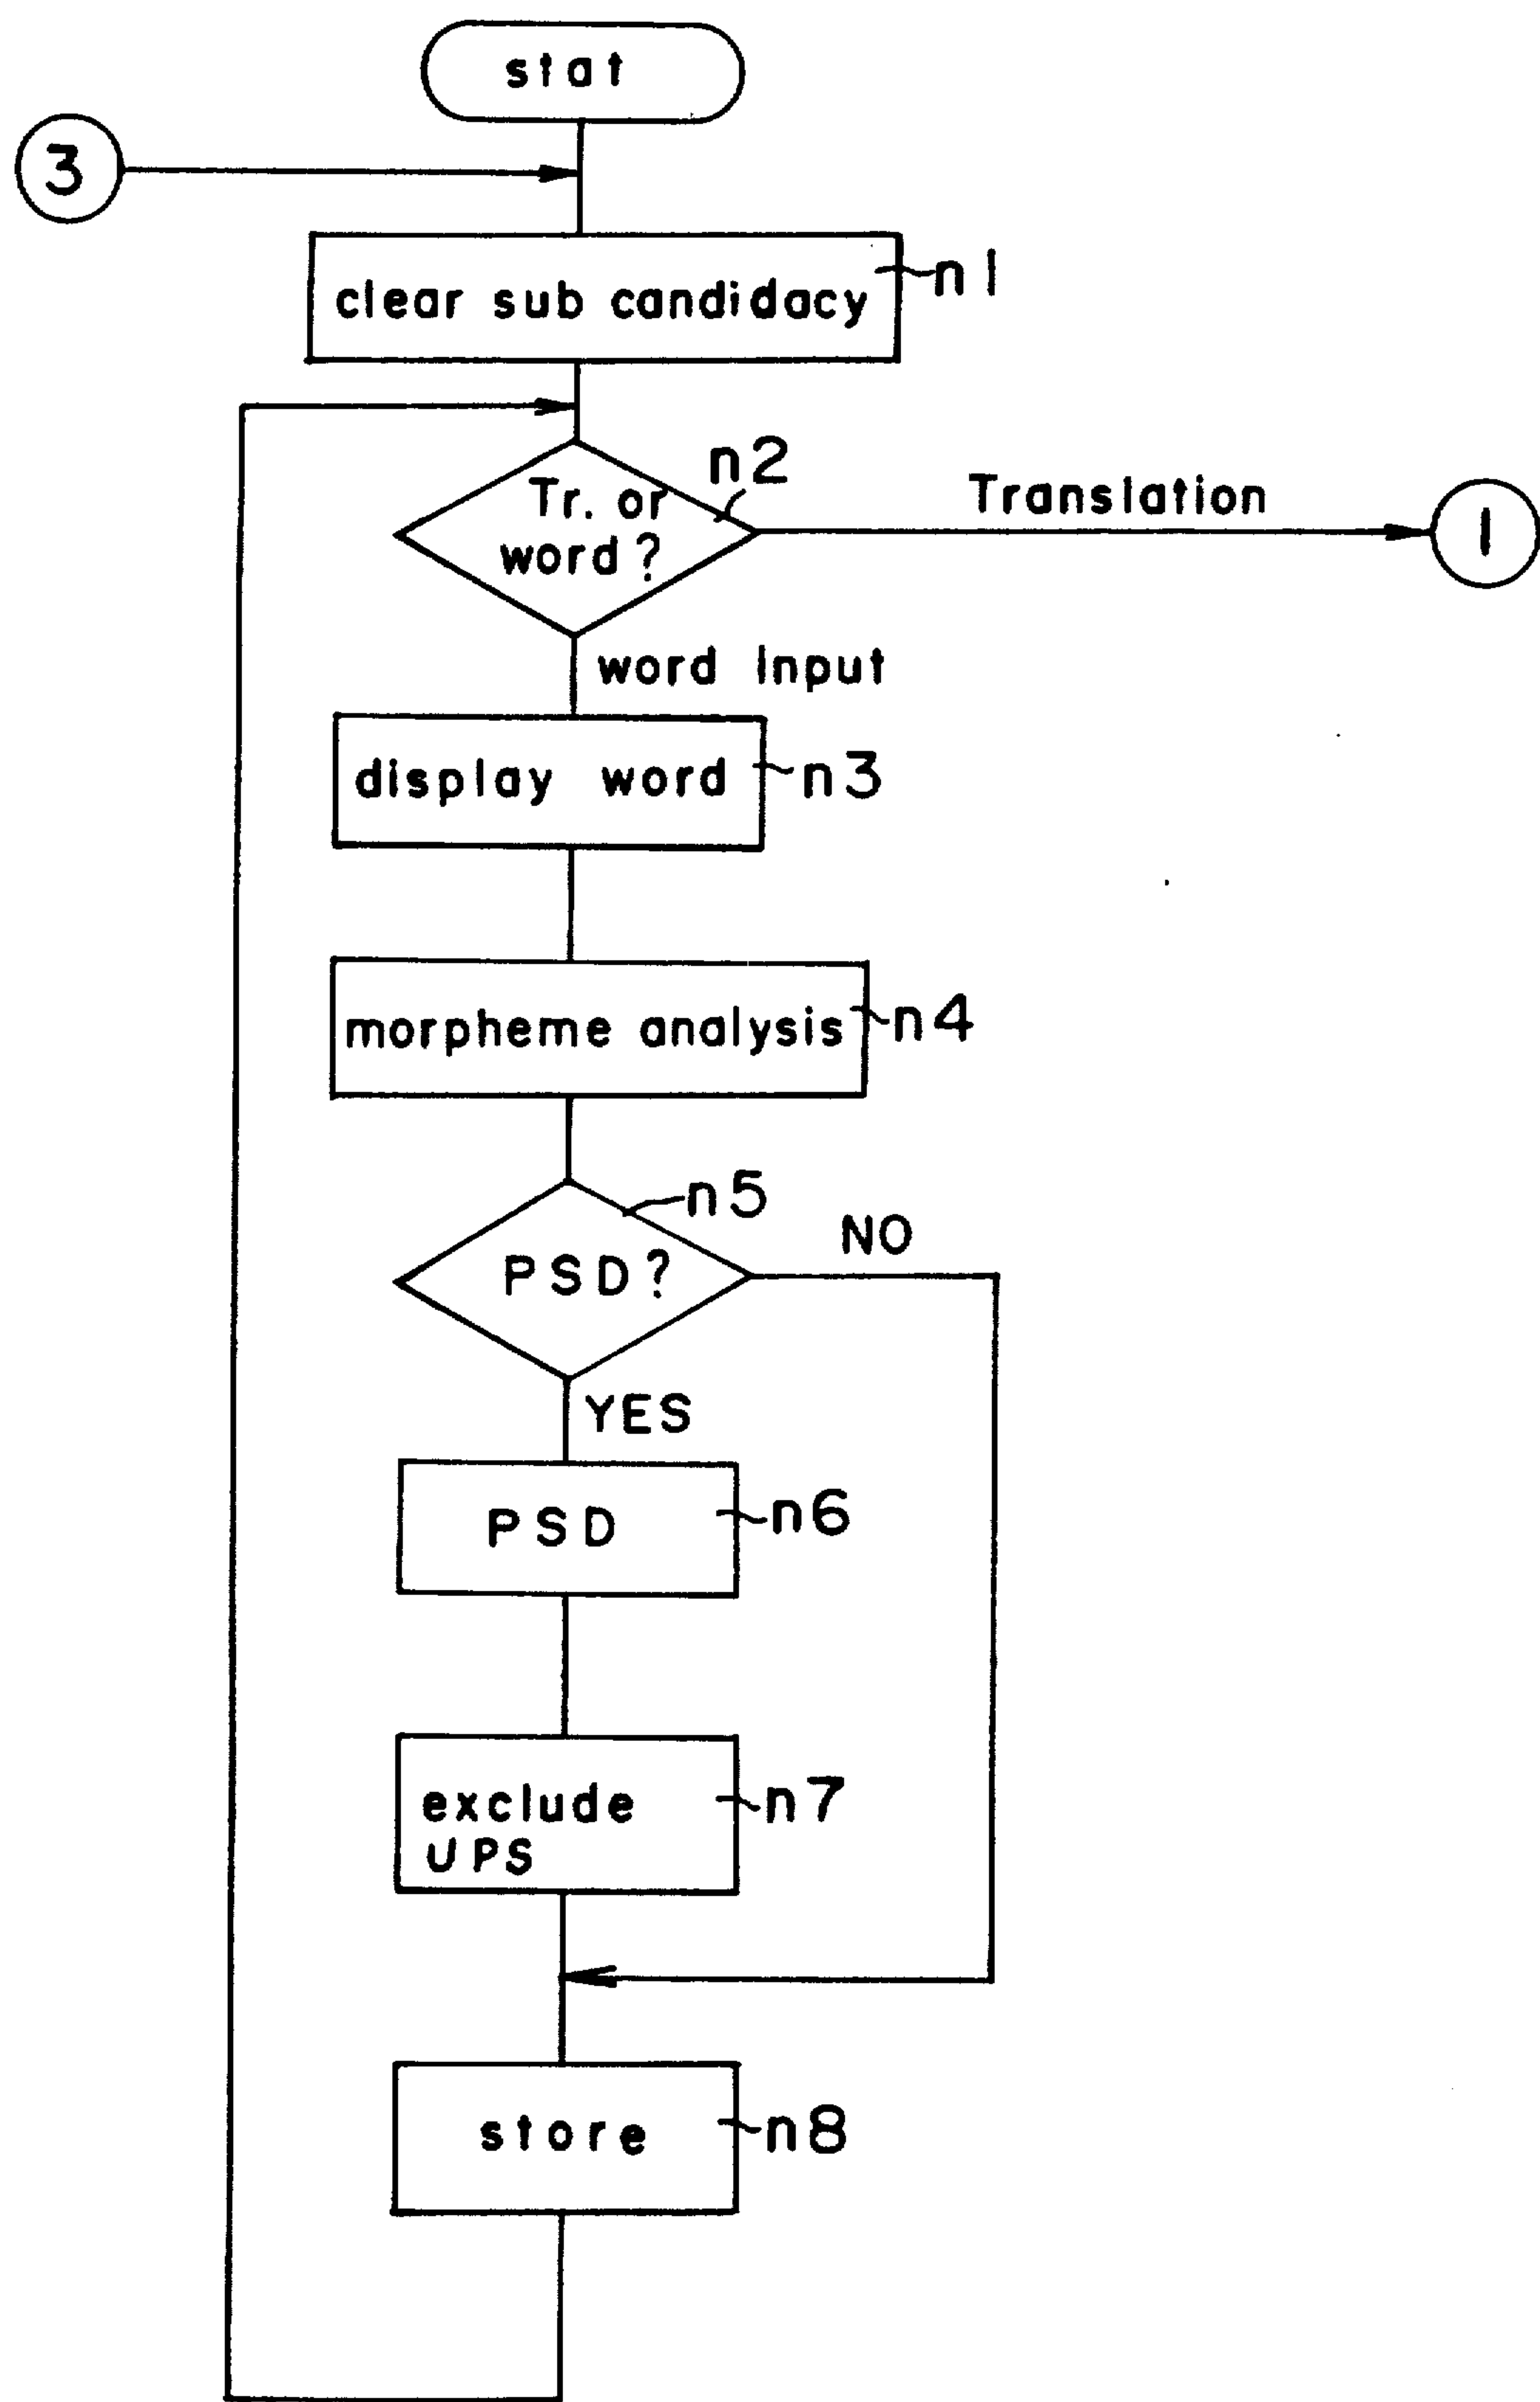 stat
3
clear sub candidacy
n1
n2
Tr. or
word?
Translation
1
word Input
display word
n3
morpheme analysis
n4
n5
PSD?
NO
YES
PSD
n6
exclude
UPS
n7
store
n8